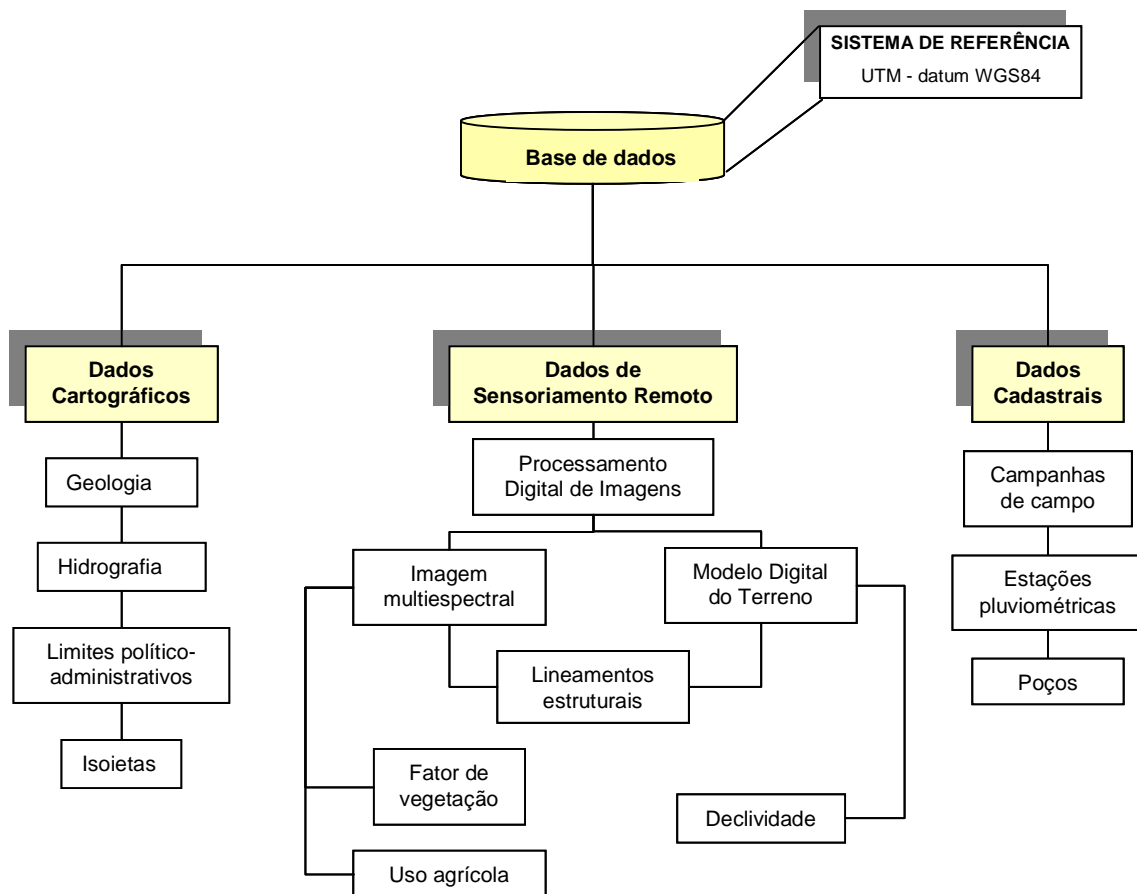 SISTEMA DE REFERÊNCIA
UTM - datum WGS84
Base de dados
Dados
Cartográficos
Geologia
Hidrografia
Limites político-
administrativos
Isoietas
Dados de
Sensoriamento Remoto
Processamento
Digital de Imagens
Imagem
multiespectral
Modelo Digital
do Terreno
Lineamentos
estruturais
Fator de
vegetação
Declividade
Uso agrícola
Dados
Cadastrais
Campanhas
de campo
Estações
pluviométricas
Poços